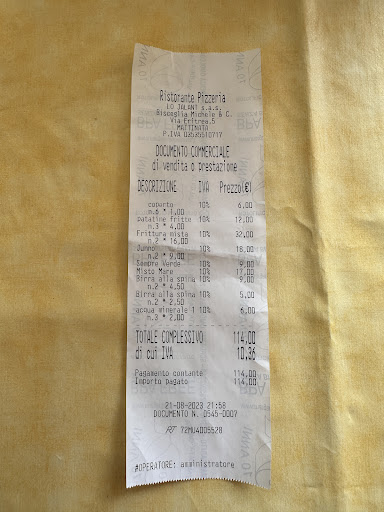 Ristorante Pizzeria
LO JALANT s.a.s.
Bisceglia Michele & C.
Via Eritrea,5
MATTINATA
P.IVA 03535510717
DOCUMENTO COMMERCIALE
di vendita o prestazione
DESCRIZIONE IVA Prezzo(€)
coperto 10% 6,00
n.6 * 1,00
patatine fritte 10% 12,00
n.3 * 4,00
Frittura mista 10% 32,00
n.2 * 16,00
Junno 10% 18,00
n.2 * 9,00
Sempre Verde 10% 9,00
Misto Mare 10% 17,00
Birra alla spina 10% 9,00
n.2 * 4,50
Birra alla spina 10% 5,00
n.2 * 2,50
acqua minerale 1 10% 6,00
n.3 * 2,00
TOTALE COMPLESSIVO 114,00
di cui IVA 10,36
Pagamento contante 114,00
Importo pagato 114,00
21-08-2023 21:58
DOCUMENTO N. 0545-0007
RT 72MU4005528
#OPERATORE: amministratore